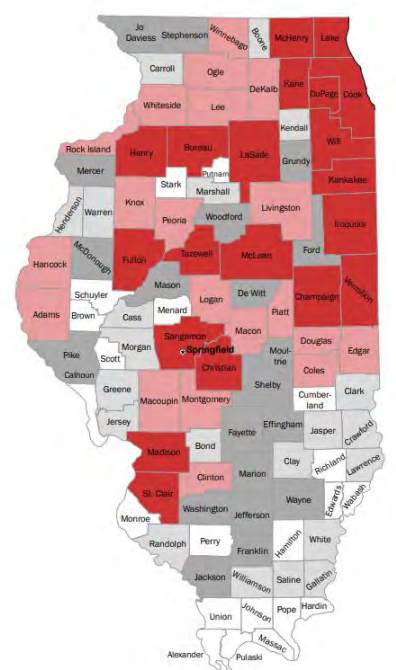 Jo
Daviess
Stephenson
Winnebago
Boone
McHenry
Lake
Carroll
Ogle
DeKalb
Kane
DuPage
Cook
Whiteside
Lee
Kendall
Will
Rock Island
Henry
Bureau
Putnam
LaSalle
Grundy
Mercer
Kankakee
Stark
Marshall
Henderson
Warren
Knox
Peoria
Woodford
Livingston
Iroquois
McDonough
Fulton
Tazewell
McLean
Ford
Hancock
Mason
Schuyler
Logan
De Witt
Champaign
Vermilion
Adams
Brown
Cass
Menard
Piatt
Macon
Sangamon
Springfield
Douglas
Edgar
Pike
Scott
Morgan
Christian
Moul-
trie
Coles
Calhoun
Greene
Shelby
Cumber-
land
Clark
Macoupin
Montgomery
Jersey
Fayette
Effingham
Jasper
Crawford
Madison
Bond
Clay
Richland
Lawrence
Clinton
Marion
St. Clair
Wayne
Edwards
Wabash
Monroe
Washington
Jefferson
Randolph
Perry
Franklin
Hamilton
White
Jackson
Williamson
Saline
Gallatin
Union
Johnson
Pope
Hardin
Alexander
Pulaski
Massac